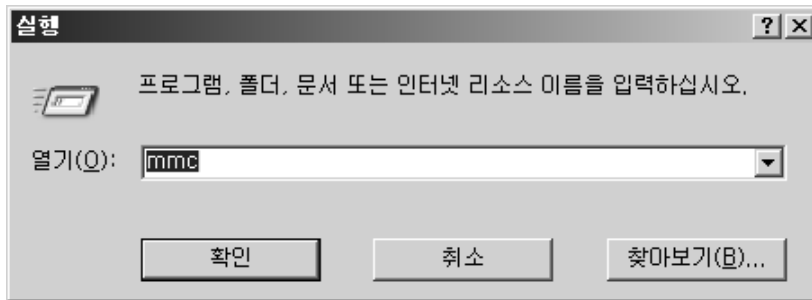 실행
프로그램, 폴더, 문서 또는 인터넷 리소스 이름을 입력하십시오.
열기(O): mmc
확인 취소 찾아보기(B)...